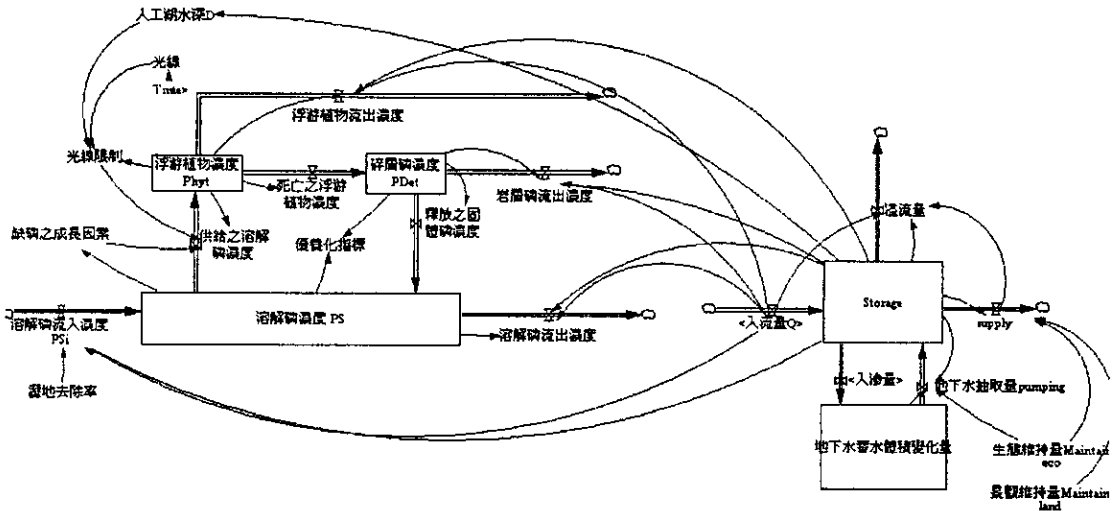 人工湖水深D
光線
Tmax>
浮游植物流出濃度
光線限制
浮游植物濃度
Phyt
死亡之浮游
植物濃度
碎屑磷濃度
PDet
岩屑磷流出濃度
釋放之固
體磷濃度
缺磷之成長因素
供給之溶解
磷濃度
優養化指標
溢流量
溶解磷流入濃度
PSi
溶解磷濃度 PS
溶解磷流出濃度
<入流量Q>
Storage
supply
濕地去除率
<入滲量>
地下水抽取量pumping
地下水蓄水體積變化量
生態維持量Maintain
eco
景觀維持量Maintain
land